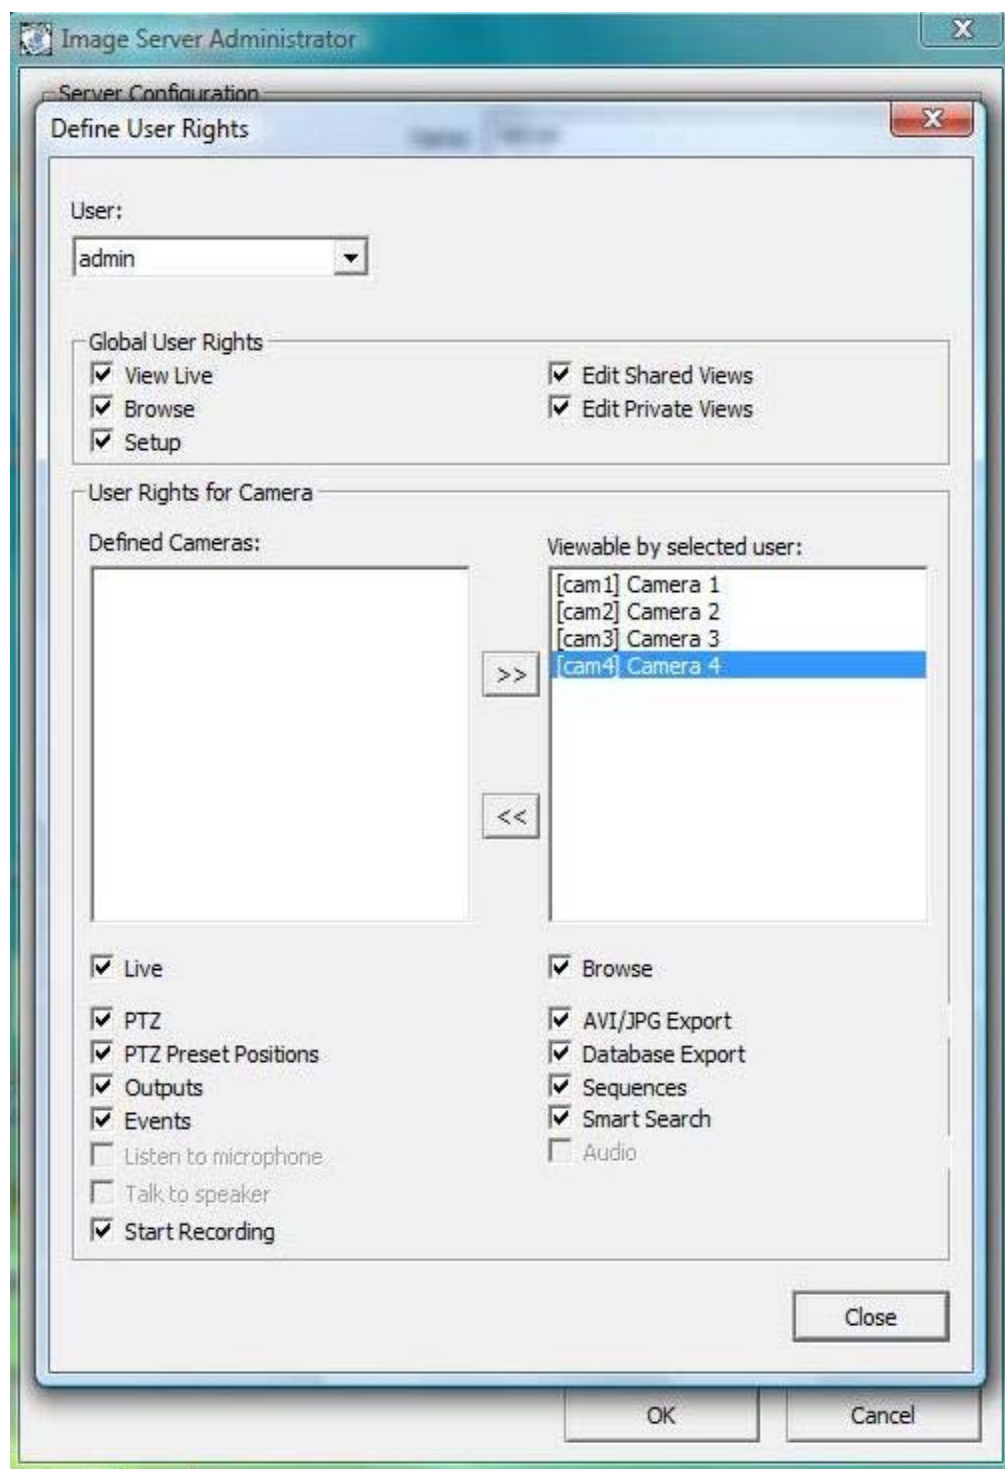 Image Server Administrator
Server Configuration
Define User Rights
User:
admin
Global User Rights
View Live
Edit Shared Views
Browse
Edit Private Views
Setup
User Rights for Camera
Defined Cameras:
Viewable by selected user:
[cam1] Camera 1
[cam2] Camera 2
[cam3] Camera 3
[cam4] Camera 4
>>
<<
Live
Browse
PTZ
AVI/JPG Export
PTZ Preset Positions
Database Export
Outputs
Sequences
Events
Smart Search
Listen to microphone
Audio
Talk to speaker
Start Recording
Close
OK
Cancel